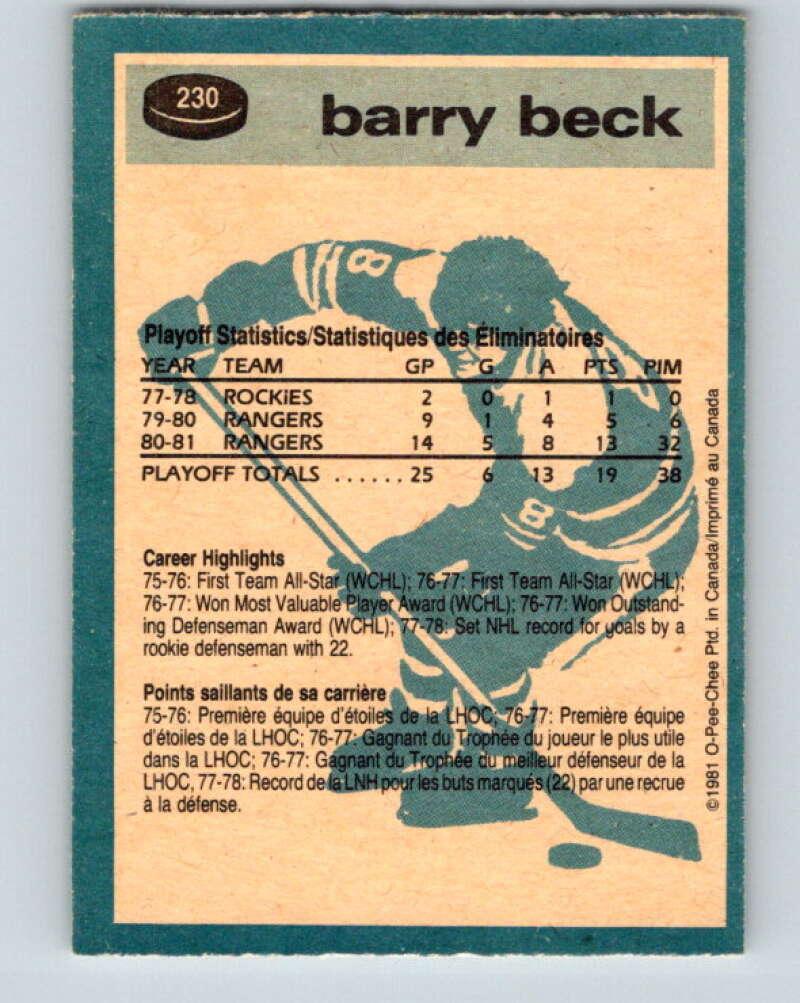 230
barry beck
8
Playoff Statistics/Statistiques des Éliminatoires
YEAR TEAM GP G A PTS PIM
77-78 ROCKIES 2 0 1 1 0
79-80 RANGERS 9 1 4 5 6
80-81 RANGERS 14 5 8 13 32
PLAYOFF TOTALS ...... 25 6 13 19 38
8
Career Highlights
75-76: First Team All-Star (WCHL); 76-77: First Team All-Star (WCHL);
76-77: Won Most Valuable Player Award (WCHL); 76-77: Won Outstand-
ing Defenseman Award (WCHL); 77-78: Set NHL record for goals by a
rookie defenseman with 22.
Points saillants de sa carrière
75-76: Première équipe d'étoiles de la LHOC; 76-77: Première équipe
d'étoiles de la LHOC; 76-77: Gagnant du Trophée du joueur le plus utile
dans la LHOC; 76-77: Gagnant du Trophée du meilleur défenseur de la
LHOC, 77-78: Record de la LNH pour les buts marqués (22) par une recrue
à la défense.
©1981 O-Pee-Chee Ptd. in Canada/Imprimé au Canada